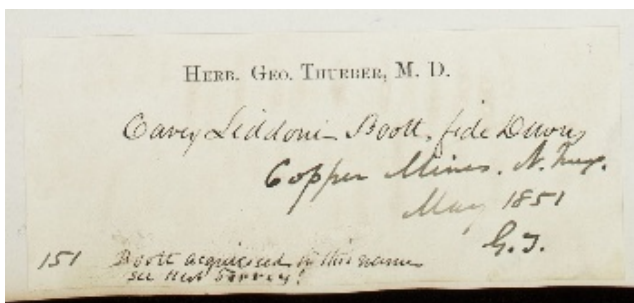 HERB. GEO. THURBER, M. D.
Carex Liddoni Boott, fide Dewey
Copper Mines, N. Mex.
May 1851
G. T.
151 Boott acquiesced in this name
see Herb Torrey!